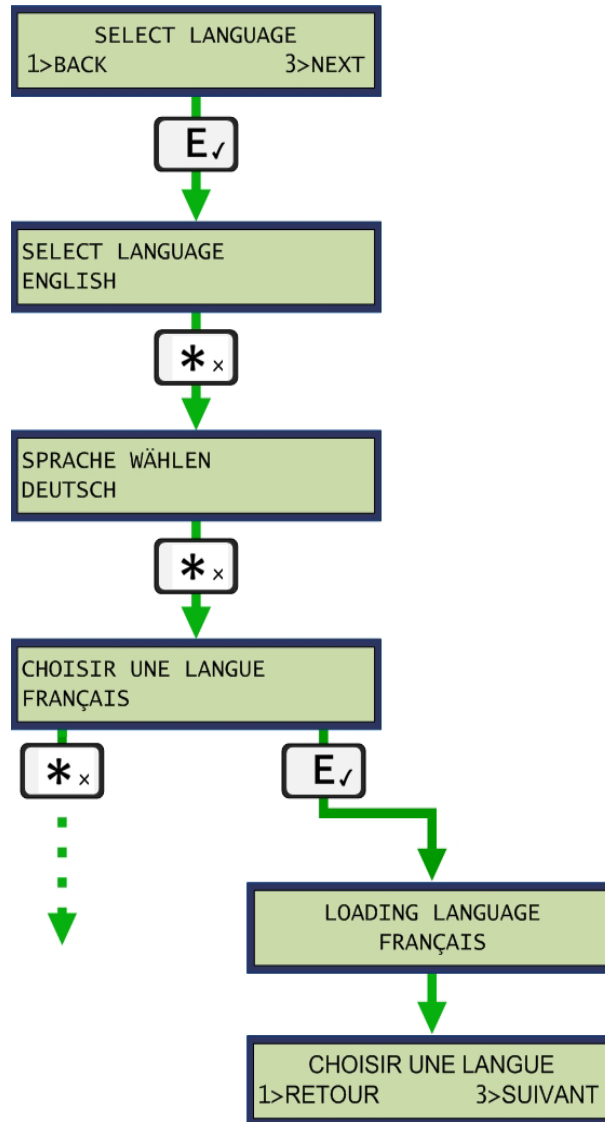 SELECT LANGUAGE
1>BACK 3>NEXT
E✓
SELECT LANGUAGE
ENGLISH
*×
SPRACHE WÄHLEN
DEUTSCH
*×
CHOISIR UNE LANGUE
FRANÇAIS
*× E✓
LOADING LANGUAGE
FRANÇAIS
CHOISIR UNE LANGUE
1>RETOUR 3>SUIVANT